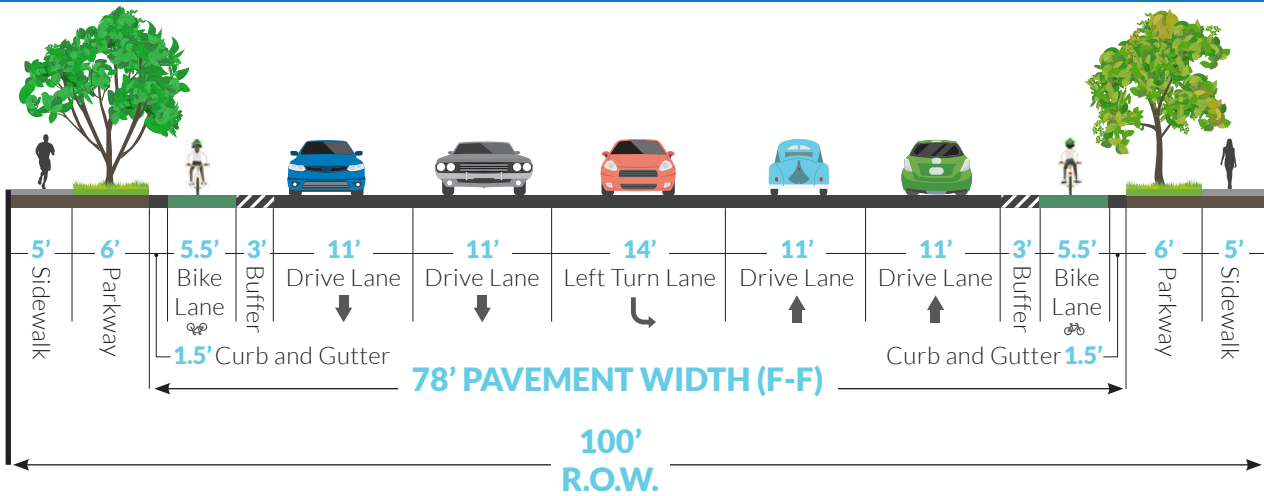 5’ 6’ 5.5’ 3’ 11’ 11’ 14’ 11’ 11’ 3’ 5.5’ 6’ 5’
Sidewalk
Parkway
Bike
Lane
Buffer
Drive Lane
Drive Lane
Left Turn Lane
Drive Lane
Drive Lane
Buffer
Bike
Lane
Parkway
Sidewalk
1.5’ Curb and Gutter
Curb and Gutter 1.5’
78’ PAVEMENT WIDTH (F-F)
100’
R.O.W.